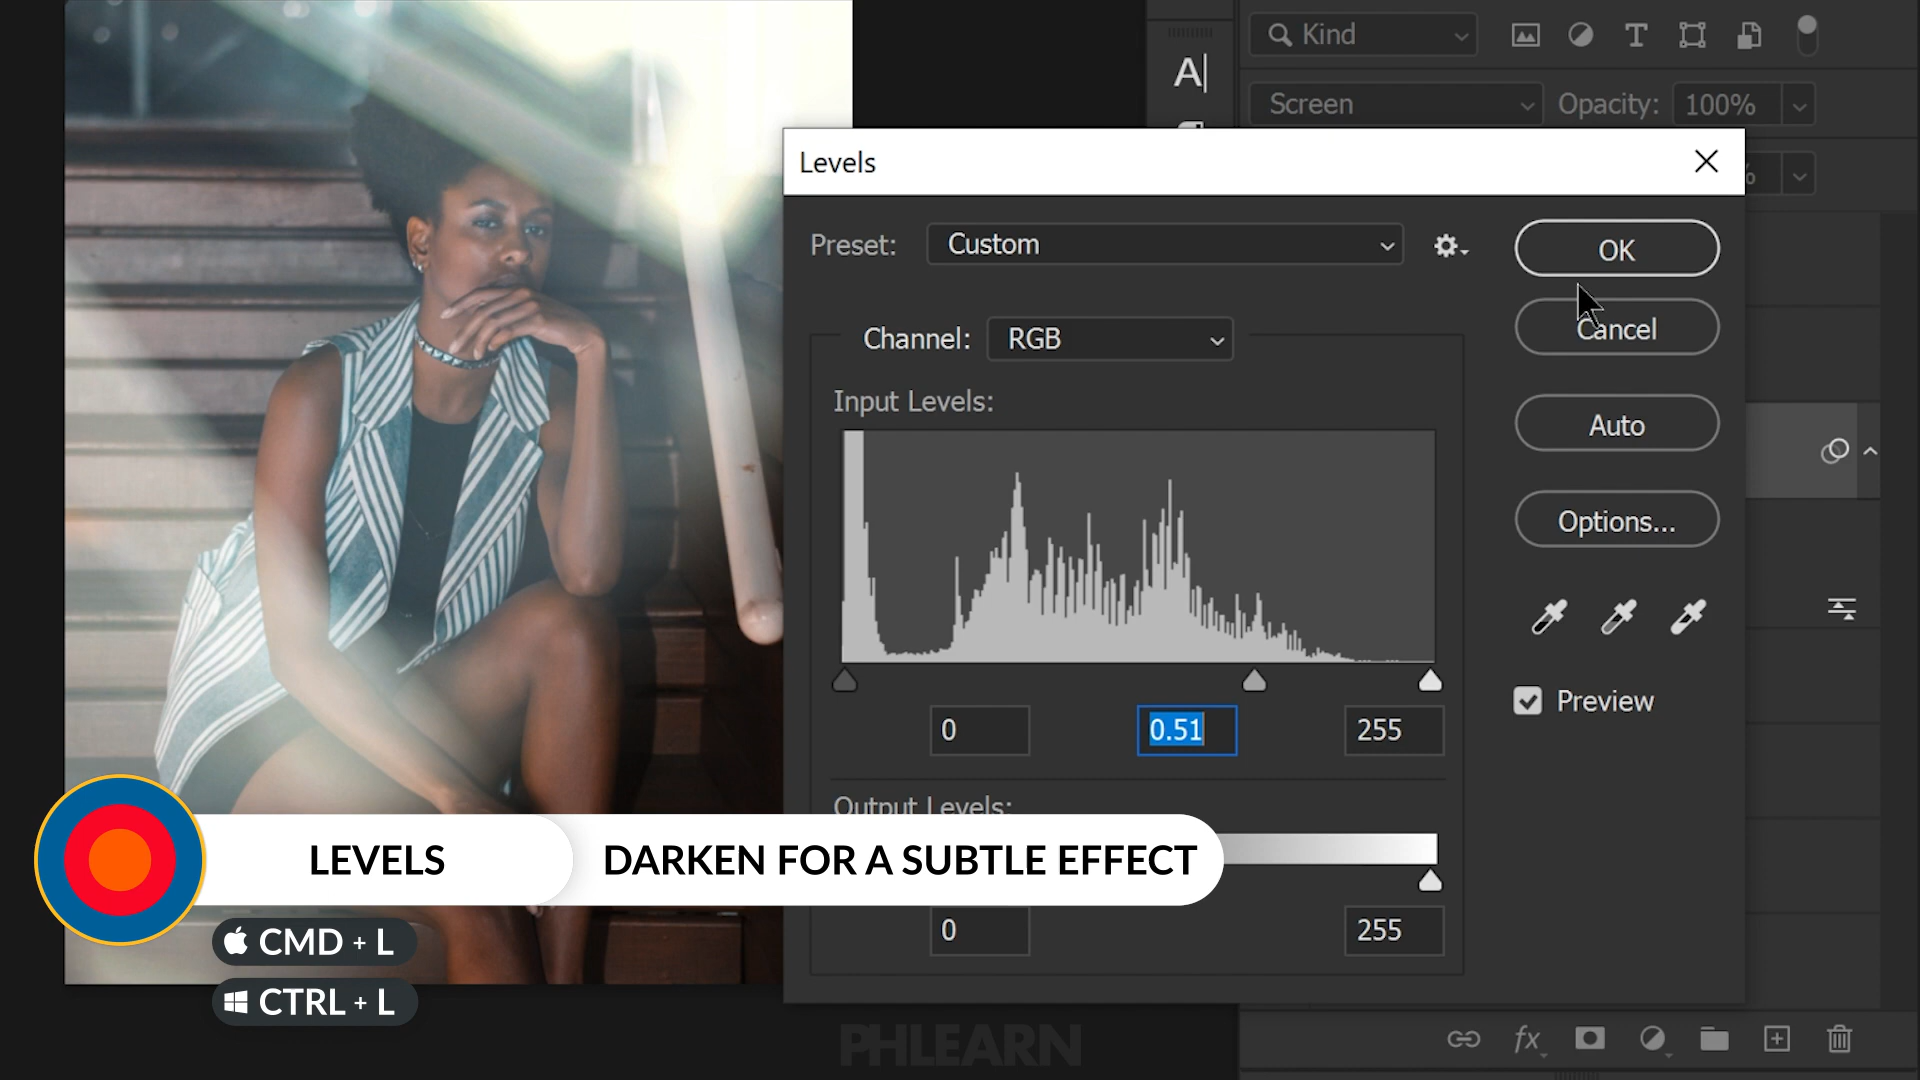 Kind
A|
Screen
Opacity: 100%
Levels
%
Preset: Custom
OK
Cancel
Channel: RGB
Input Levels:
Auto
Options...
0 0.51 255
Preview
Output Levels:
LEVELS DARKEN FOR A SUBTLE EFFECT
0 255
CMD + L
CTRL + L
PHLEARN
fx